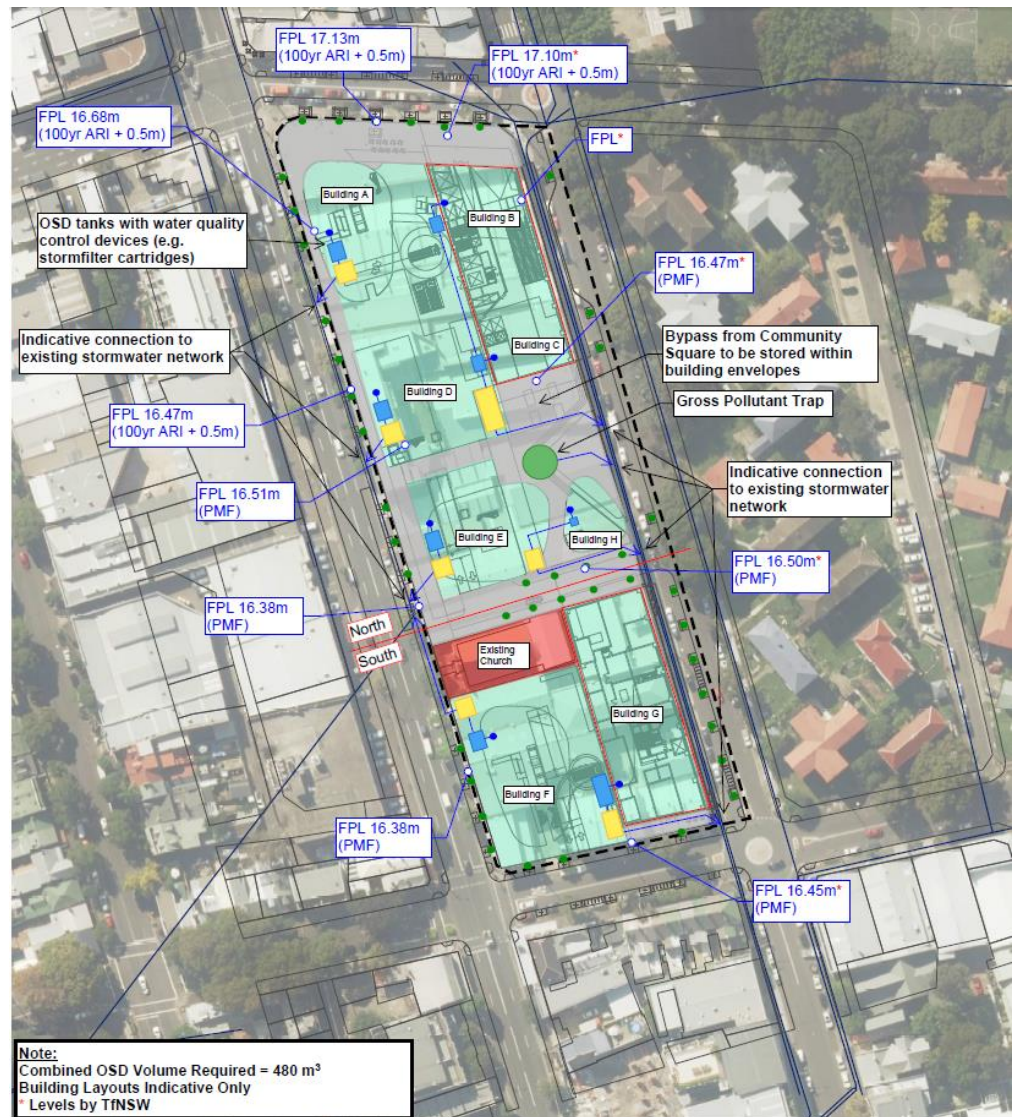 FPL 17.13m
(100yr ARI + 0.5m)
FPL 17.10m*
(100yr ARI + 0.5m)
FPL 16.68m
(100yr ARI + 0.5m)
FPL*
Building A
Building B
OSD tanks with water quality
control devices (e.g.
stormfilter cartridges)
FPL 16.47m*
(PMF)
Indicative connection to
existing stormwater network
Building C
Bypass from Community
Square to be stored within
building envelopes
Building D
Gross Pollutant Trap
FPL 16.47m
(100yr ARI + 0.5m)
FPL 16.51m
(PMF)
Indicative connection
to existing stormwater
network
Building E
Building H
FPL 16.50m*
(PMF)
FPL 16.38m
(PMF)
North
South
Existing
Church
Building G
Building F
FPL 16.38m
(PMF)
FPL 16.45m*
(PMF)
Note:
Combined OSD Volume Required = 480 m³
Building Layouts Indicative Only
* Levels by TfNSW